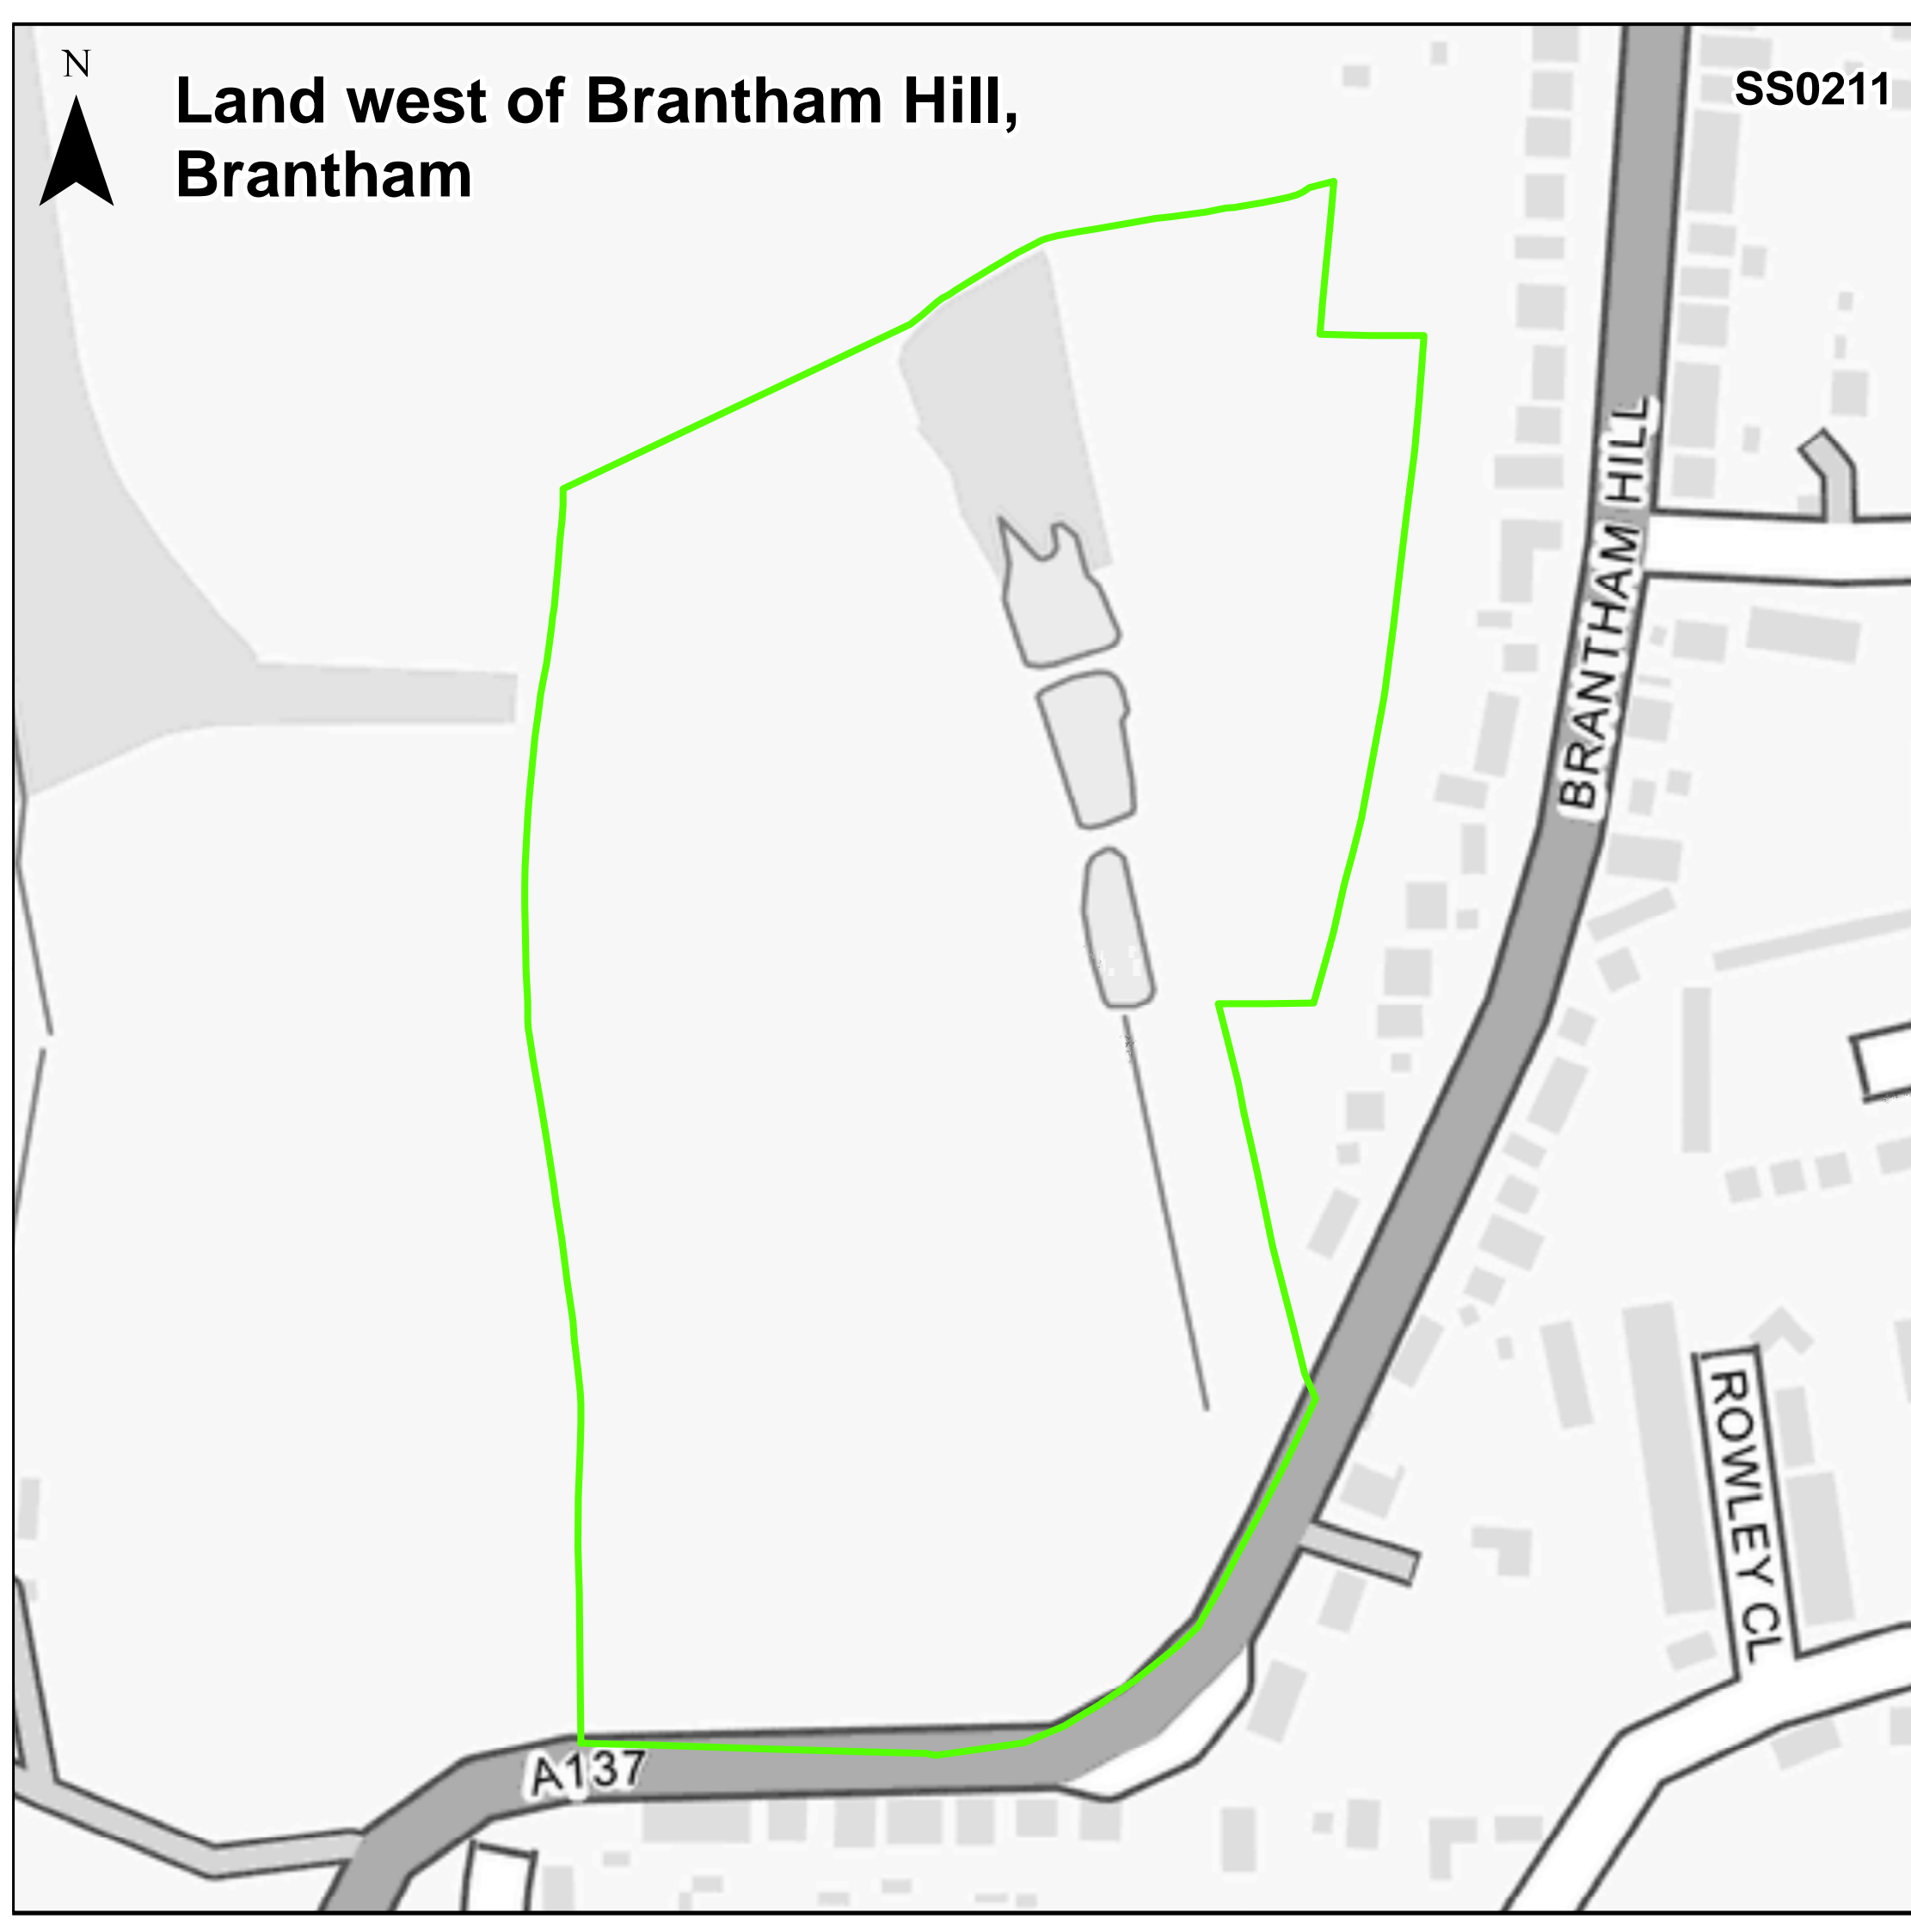 N
Land west of Brantham Hill,
Brantham
SS0211
BRANTHAM HILL
ROWLEY CL
A137